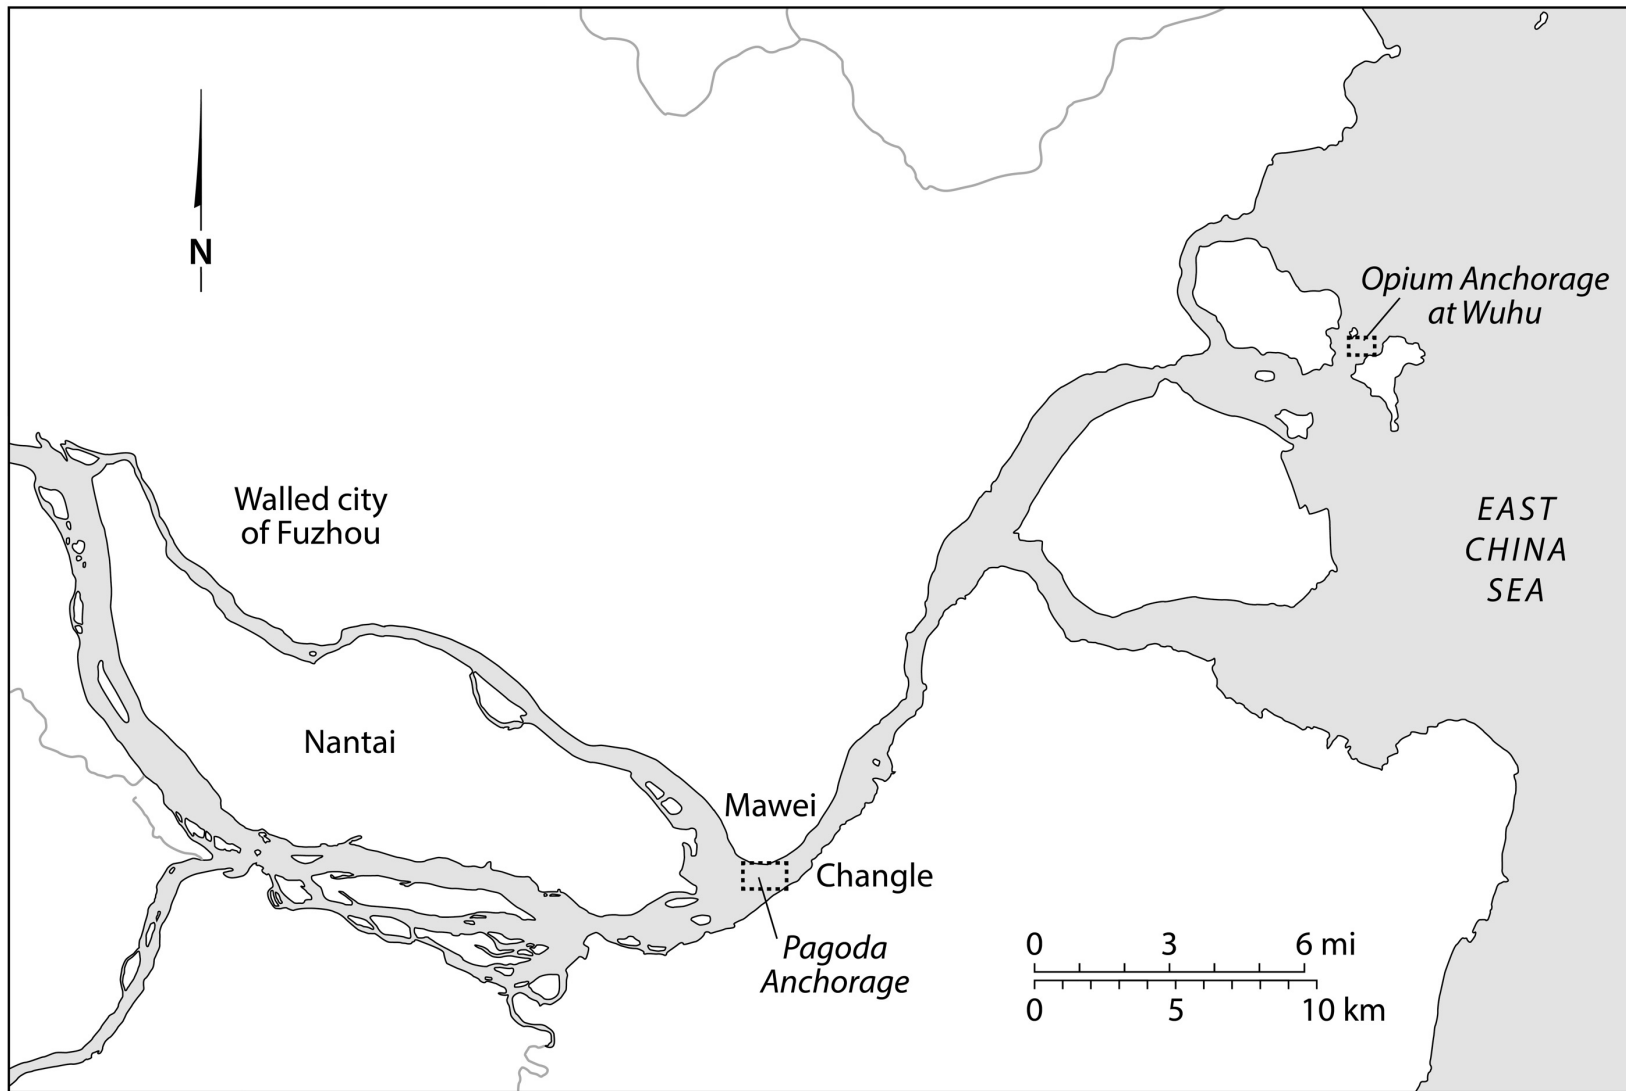 N
Opium Anchorage
at Wuhu
Walled city
of Fuzhou
EAST
CHINA
SEA
Nantai
Mawei
Changle
Pagoda
Anchorage
0 3 6 mi
0 5 10 km